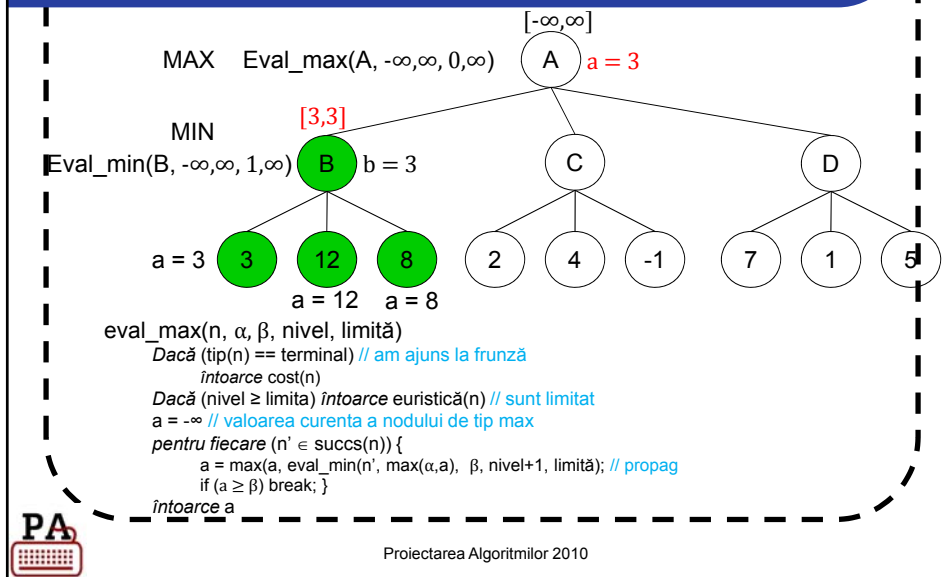 [-∞,∞]
MAX Eval_max(A, -∞,∞, 0,∞) A a = 3
[3,3]
MIN
Eval_min(B, -∞,∞, 1,∞) B b = 3 C D
a = 3 3 12 8 2 4 -1 7 1 5
a = 12 a = 8
eval_max(n, α, β, nivel, limită)
Dacă (tip(n) == terminal) // am ajuns la frunză
întoarce cost(n)
Dacă (nivel ≥ limita) întoarce euristică(n) // sunt limitat
a = -∞ // valoarea curenta a nodului de tip max
pentru fiecare (n’ ∈ succs(n)) {
a = max(a, eval_min(n’, max(α,a), β, nivel+1, limită); // propag
if (a ≥ β) break; }
întoarce a
PA
Proiectarea Algoritmilor 2010